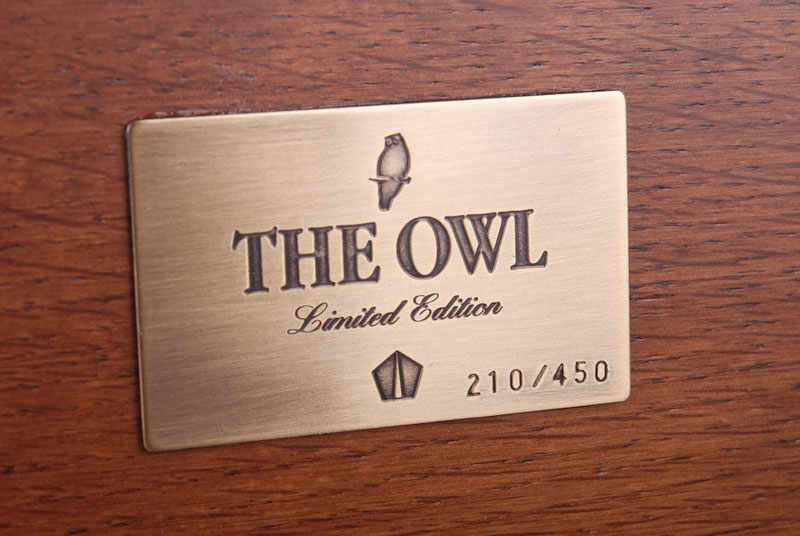 THE OWL
Limited Edition
210/450